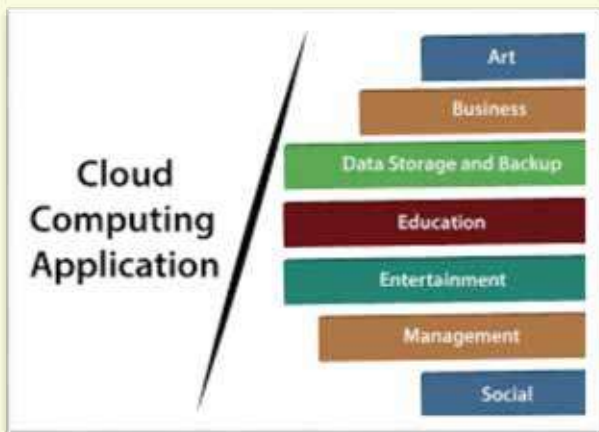 Cloud
Computing
Application
Art
Business
Data Storage and Backup
Education
Entertainment
Management
Social